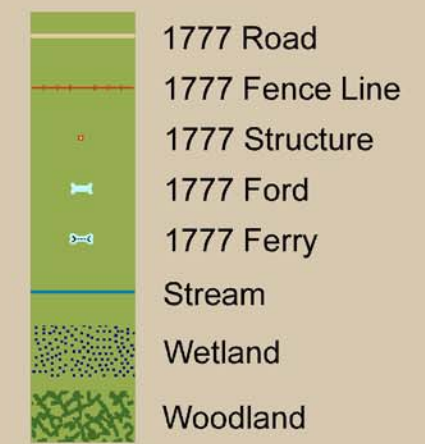 1777 Road
1777 Fence Line
1777 Structure
1777 Ford
1777 Ferry
Stream
Wetland
Woodland